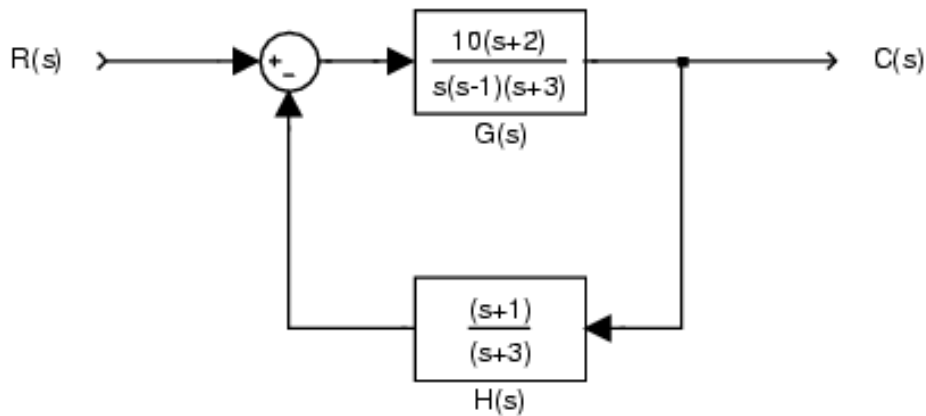 R(s)
+
−
10(s+2)
s(s-1)(s+3)
G(s)
C(s)
(s+1)
(s+3)
H(s)